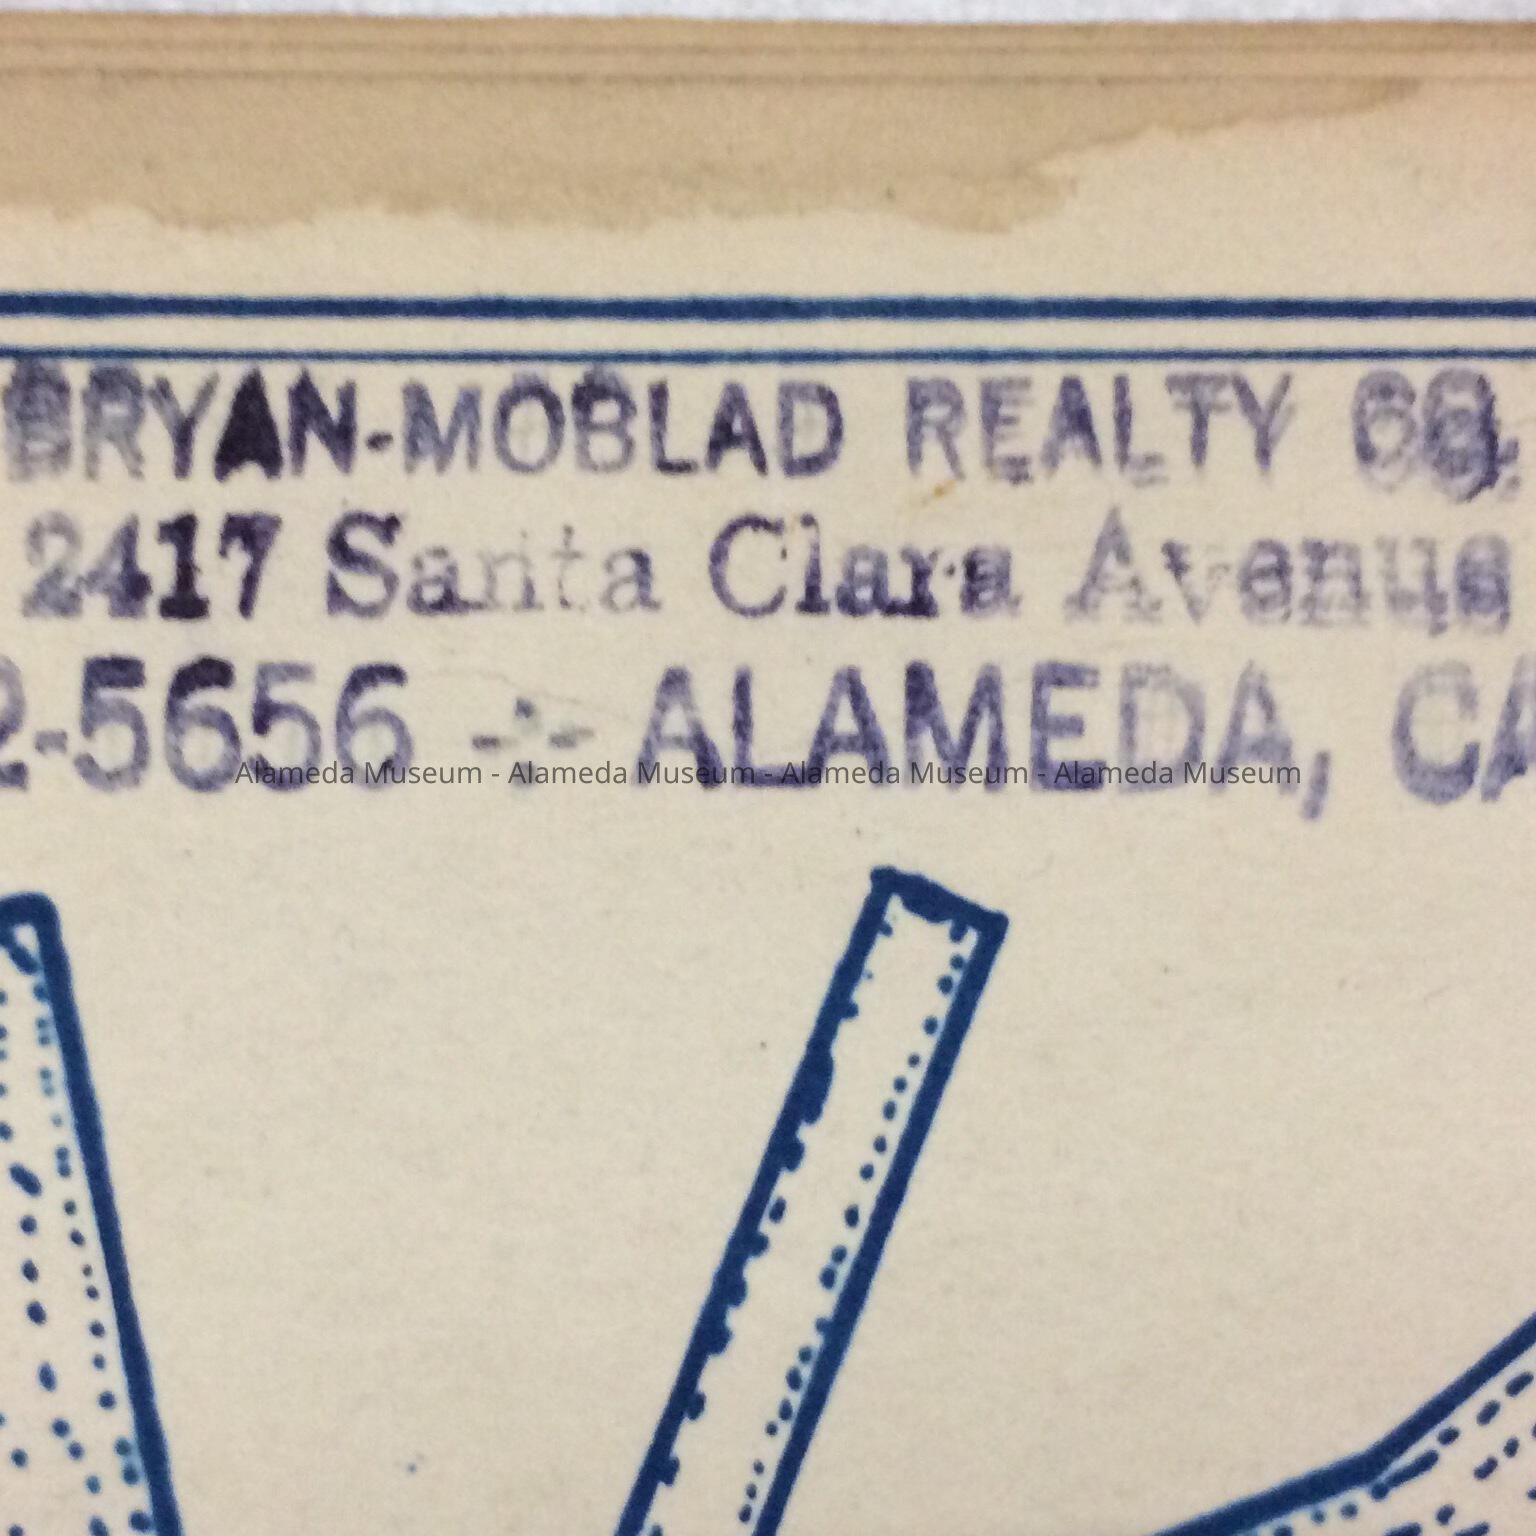 BRYAN-MOBLAD REALTY CO.
2417 Santa Clara Avenue
2-5656 -:- ALAMEDA, CA
Alameda Museum - Alameda Museum - Alameda Museum - Alameda Museum